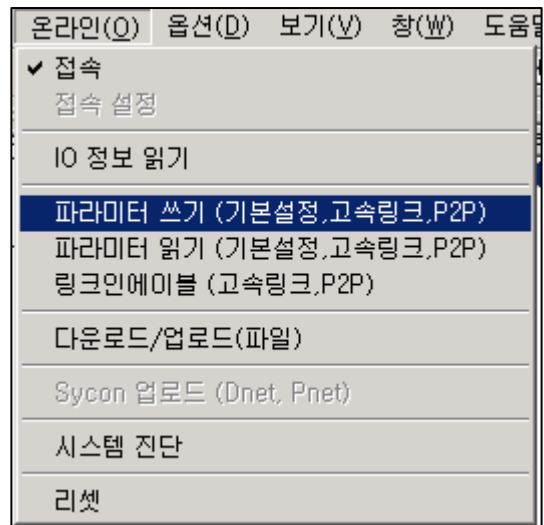 온라인(O) 옵션(D) 보기(V) 창(W) 도움
접속
접속 설정
IO 정보 읽기
파라미터 쓰기 (기본설정,고속링크,P2P)
파라미터 읽기 (기본설정,고속링크,P2P)
링크인에이블 (고속링크,P2P)
다운로드/업로드(파일)
Sycon 업로드 (Dnet, Pnet)
시스템 진단
리셋